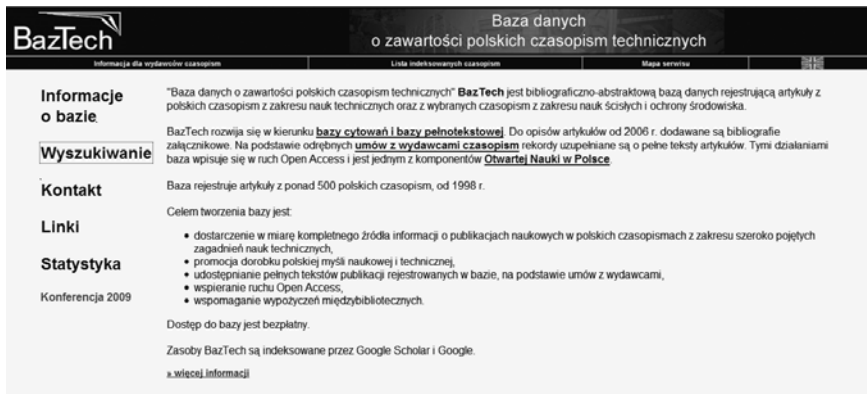 BazTech
Baza danych
o zawartości polskich czasopism technicznych
Informacja dla wydawców czasopism
Lista indeksowanych czasopism
Mapa serwisu
Informacje
o bazie
Wyszukiwanie
Kontakt
Linki
Statystyka
Konferencja 2009
"Baza danych o zawartości polskich czasopism technicznych" BazTech jest bibliograficzno-abstraktową bazą danych rejestrującą artykuły z
polskich czasopism z zakresu nauk technicznych oraz z wybranych czasopism z zakresu nauk ścisłych i ochrony środowiska.
BazTech rozwija się w kierunku bazy cytowań i bazy pełnotekstowej. Do opisów artykułów od 2006 r. dodawane są bibliografie
załącznikowe. Na podstawie odrębnych umów z wydawcami czasopism rekordy uzupełniane są o pełne teksty artykułów. Tymi działaniami
baza wpisuje się w ruch Open Access i jest jednym z komponentów Otwartej Nauki w Polsce.
Baza rejestruje artykuły z ponad 500 polskich czasopism, od 1998 r.
Celem tworzenia bazy jest:
• dostarczenie w miarę kompletnego źródła informacji o publikacjach naukowych w polskich czasopismach z zakresu szeroko pojętych
zagadnień nauk technicznych,
• promocja dorobku polskiej myśli naukowej i technicznej,
• udostępnianie pełnych tekstów publikacji rejestrowanych w bazie, na podstawie umów z wydawcami,
• wspieranie ruchu Open Access,
• wspomaganie wypożyczeń międzybibliotecznych.
Dostęp do bazy jest bezpłatny.
Zasoby BazTech są indeksowane przez Google Scholar i Google.
» więcej informacji